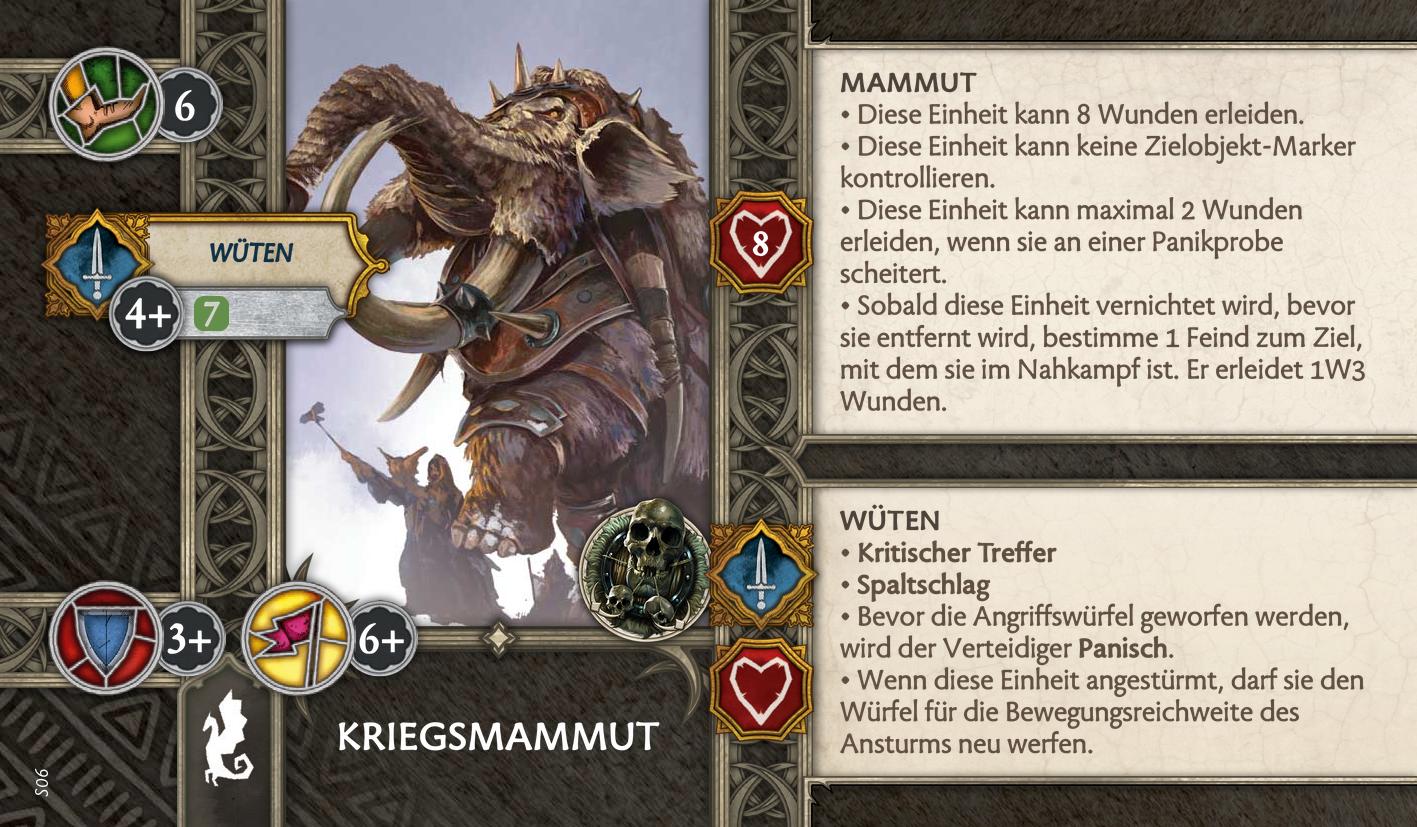 6
WÜTEN
4+
7
3+
6+
KRIEGSMAMMUT
S06
8
MAMMUT
• Diese Einheit kann 8 Wunden erleiden.
• Diese Einheit kann keine Zielobjekt-Marker
kontrollieren.
• Diese Einheit kann maximal 2 Wunden
erleiden, wenn sie an einer Panikprobe
scheitert.
• Sobald diese Einheit vernichtet wird, bevor
sie entfernt wird, bestimme 1 Feind zum Ziel,
mit dem sie im Nahkampf ist. Er erleidet 1W3
Wunden.
WÜTEN
• Kritischer Treffer
• Spaltschlag
• Bevor die Angriffswürfel geworfen werden,
wird der Verteidiger Panisch.
• Wenn diese Einheit angestürmt, darf sie den
Würfel für die Bewegungsreichweite des
Ansturms neu werfen.